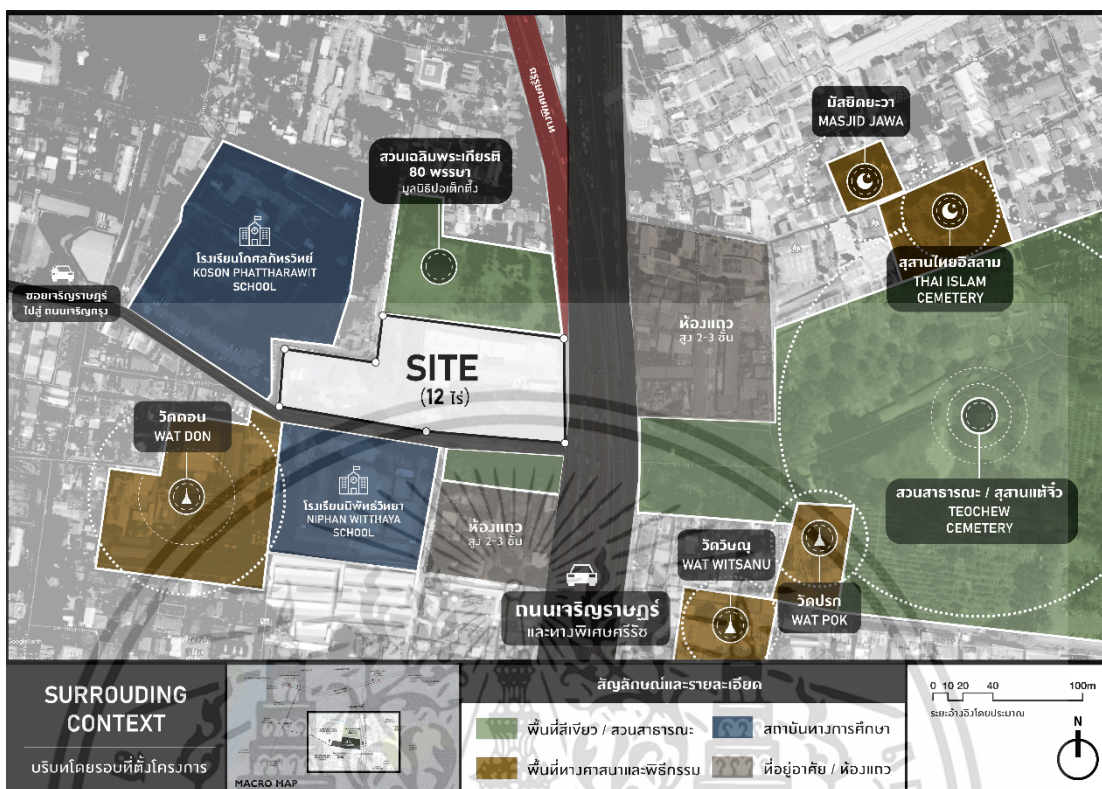 ทางพิเศษศรีรัช
มัสยิดยะวา
MASJID JAWA
สวนเฉลิมพระเกียรติ
80 พรรษา
มูลนิธิปอเต็กตึ๊ง
โรงเรียนโกศลภัทรวิทย์
KOSON PHATTHARAWIT
SCHOOL
สุสานไทยอิสลาม
THAI ISLAM
CEMETERY
ซอยเจริญราษฎร์
ไปสู่ ถนนเจริญกรุง
ห้องแถว
สูง 2-3 ชั้น
SITE
(12 ไร่)
วัดดอน
WAT DON
โรงเรียนนิพัทธ์วิทยา
NIPHAN WITTHAYA
SCHOOL
ห้องแถว
สูง 2-3 ชั้น
สวนสาธารณะ / สุสานแต้จิ๋ว
TEOCHEW
CEMETERY
วัดวิษณุ
WAT WITSANU
วัดปรก
WAT POK
ถนนเจริญราษฎร์
และทางพิเศษศรีรัช
SURROUDING
CONTEXT
บริบทโดยรอบที่ตั้งโครงการ
MACRO MAP
สัญลักษณ์และรายละเอียด
พื้นที่สีเขียว / สวนสาธารณะ
สถาบันทางการศึกษา
พื้นที่ทางศาสนาและพิธีกรรม
ที่อยู่อาศัย / ห้องแถว
0 10 20 40 100m
ระยะอ้างอิงโดยประมาณ
N